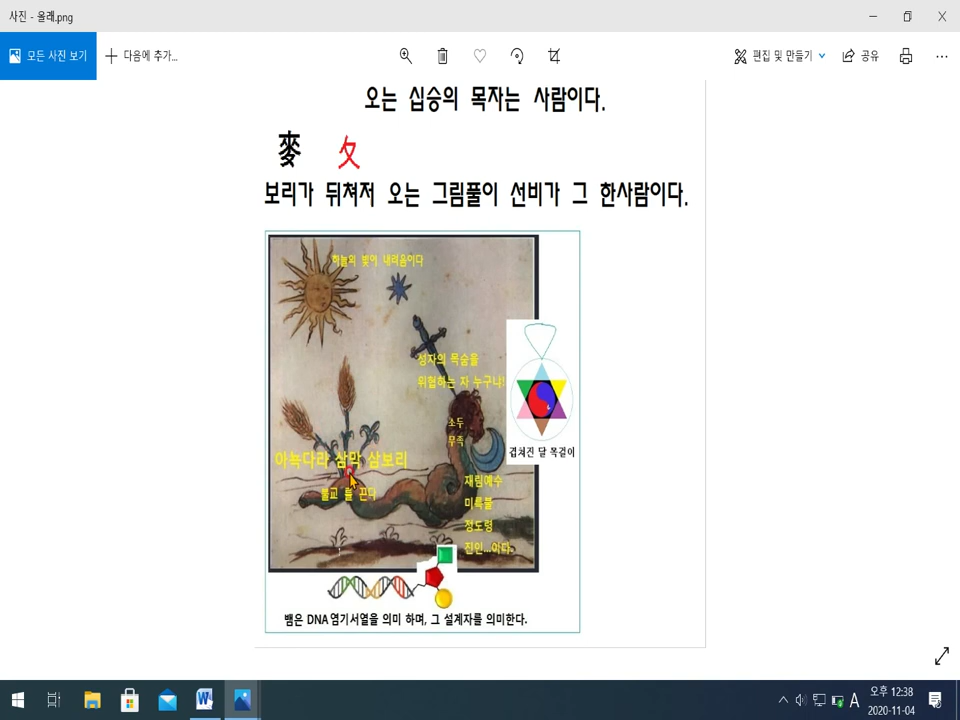 사진 - 올레.png
모든 사진 보기
다음에 추가...
편집 및 만들기
공유
오는 십승의 목자는 사람이다.
麥 夊
보리가 뒤쳐저 오는 그림풀이 선비가 그 한사람이다.
하늘의 빛이 내려옴이다
성자의 목숨을
위협하는 자 누구냐!
소두
무족
겹쳐진 달 목걸이
아뇩다라 삼막 삼보리
불교 를 끈다
재림예수
미륵불
정도령
진인...이다.
뱀은 DNA 염기서열을 의미 하며, 그 설계자를 의미한다.
A
오후 12:38
2020-11-04